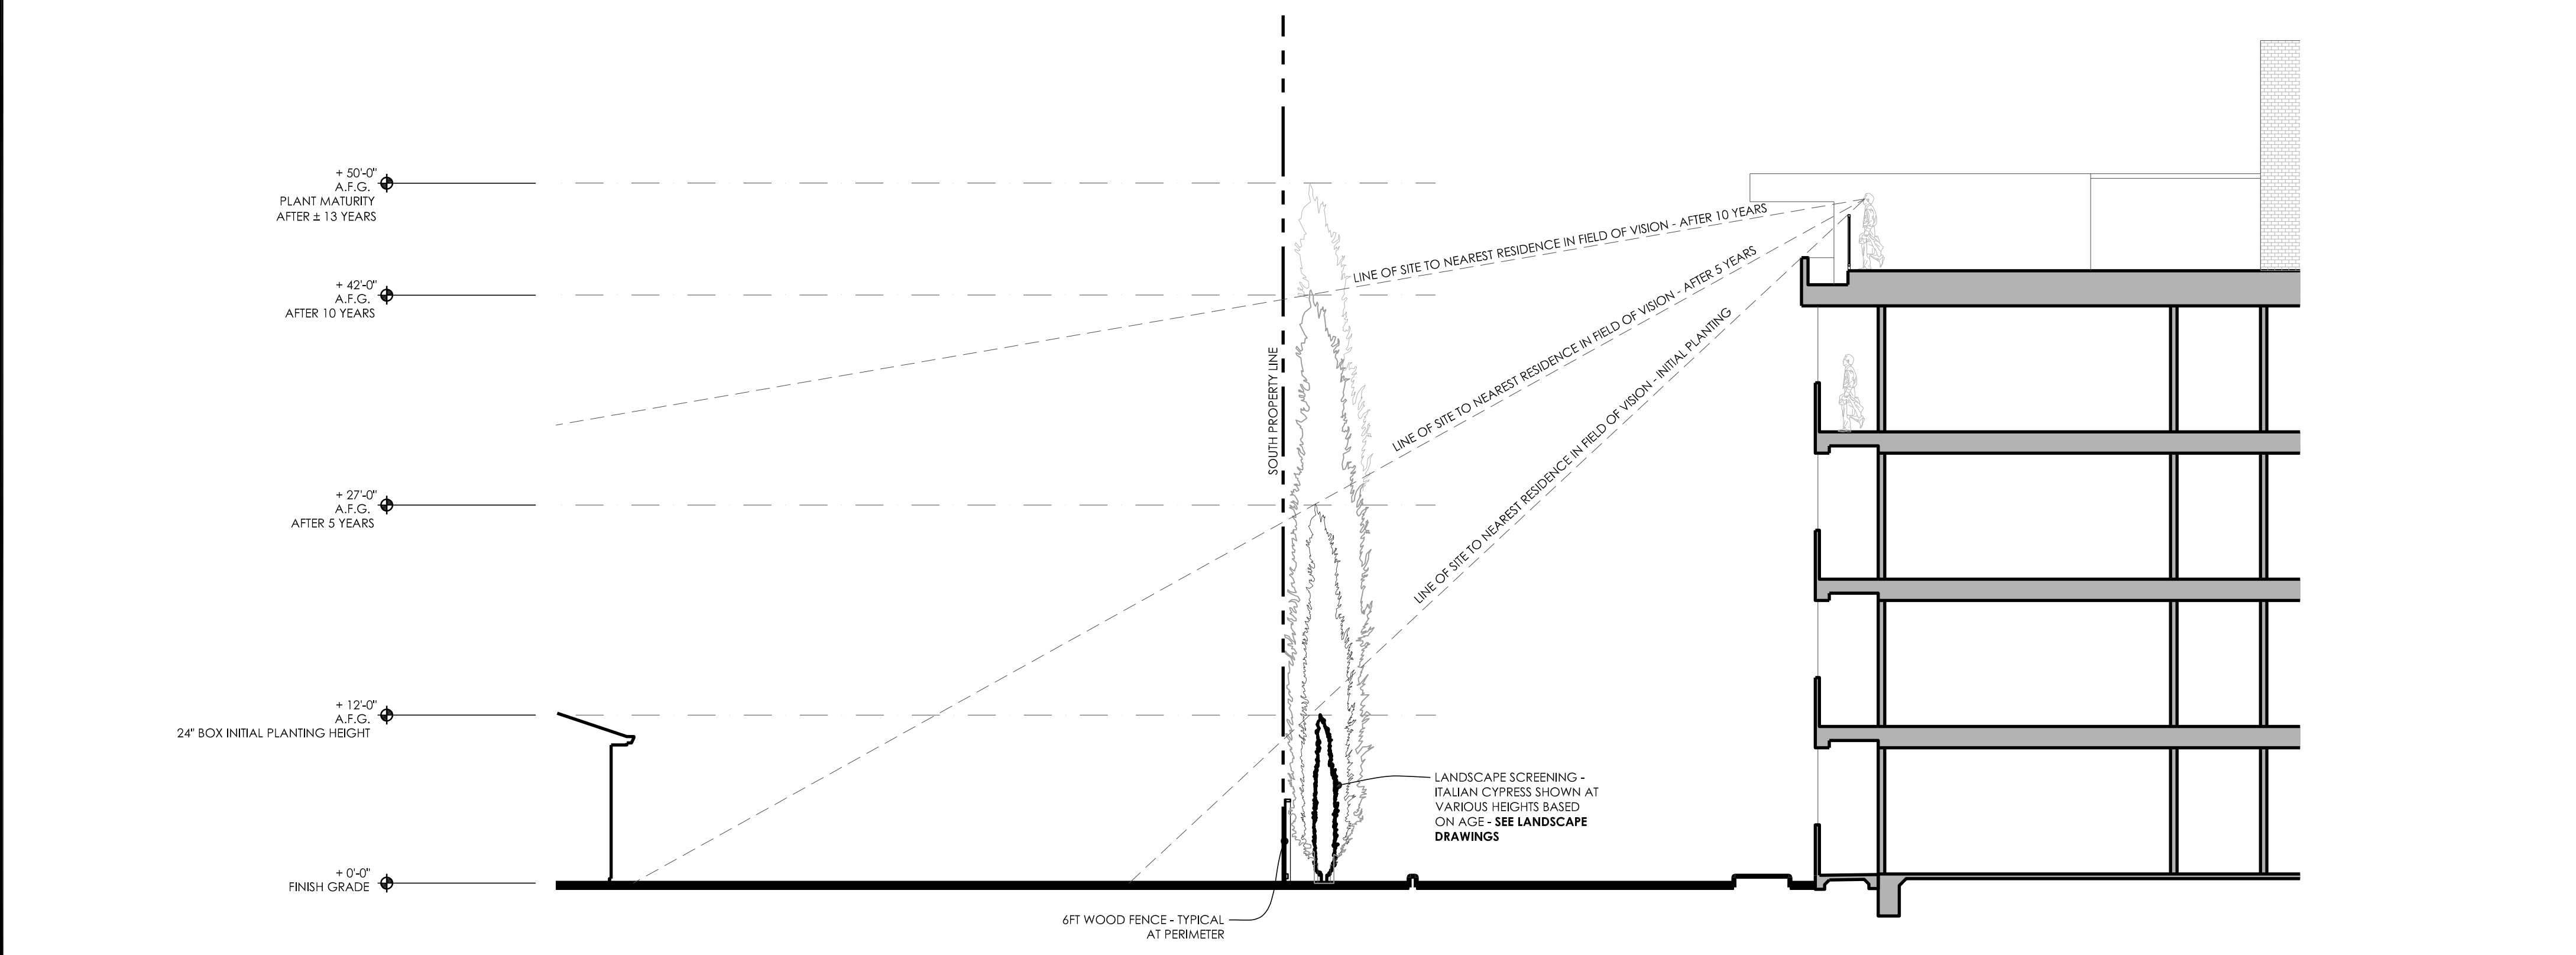 + 50'-0"
A.F.G.
PLANT MATURITY
AFTER ± 13 YEARS
+ 42'-0"
A.F.G.
AFTER 10 YEARS
+ 27'-0"
A.F.G.
AFTER 5 YEARS
+ 12'-0"
A.F.G.
24" BOX INITIAL PLANTING HEIGHT
+ 0'-0"
FINISH GRADE
SOUTH PROPERTY LINE
LINE OF SITE TO NEAREST RESIDENCE IN FIELD OF VISION - AFTER 10 YEARS
LINE OF SITE TO NEAREST RESIDENCE IN FIELD OF VISION - AFTER 5 YEARS
LINE OF SITE TO NEAREST RESIDENCE IN FIELD OF VISION - INITIAL PLANTING
LANDSCAPE SCREENING -
ITALIAN CYPRESS SHOWN AT
VARIOUS HEIGHTS BASED
ON AGE - SEE LANDSCAPE
DRAWINGS
6FT WOOD FENCE - TYPICAL
AT PERIMETER